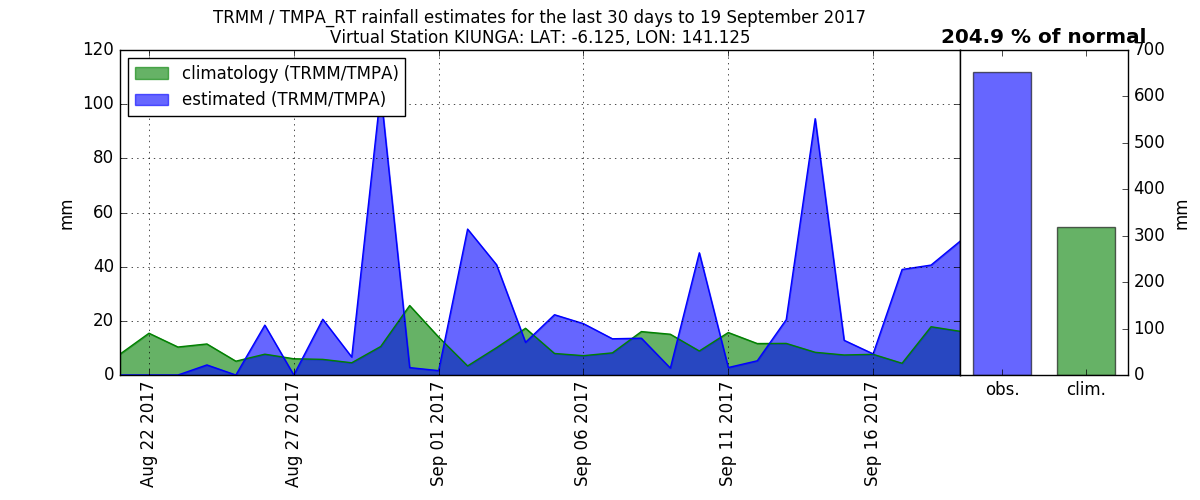 TRMM / TMPA_RT rainfall estimates for the last 30 days to 19 September 2017
Virtual Station KIUNGA: LAT: -6.125, LON: 141.125
204.9 % of normal
climatology (TRMM/TMPA)
estimated (TRMM/TMPA)
mm
120
100
80
60
40
20
0
Aug 22 2017
Aug 27 2017
Sep 01 2017
Sep 06 2017
Sep 11 2017
Sep 16 2017
obs.
clim.
700
600
500
400
300
200
100
0
mm